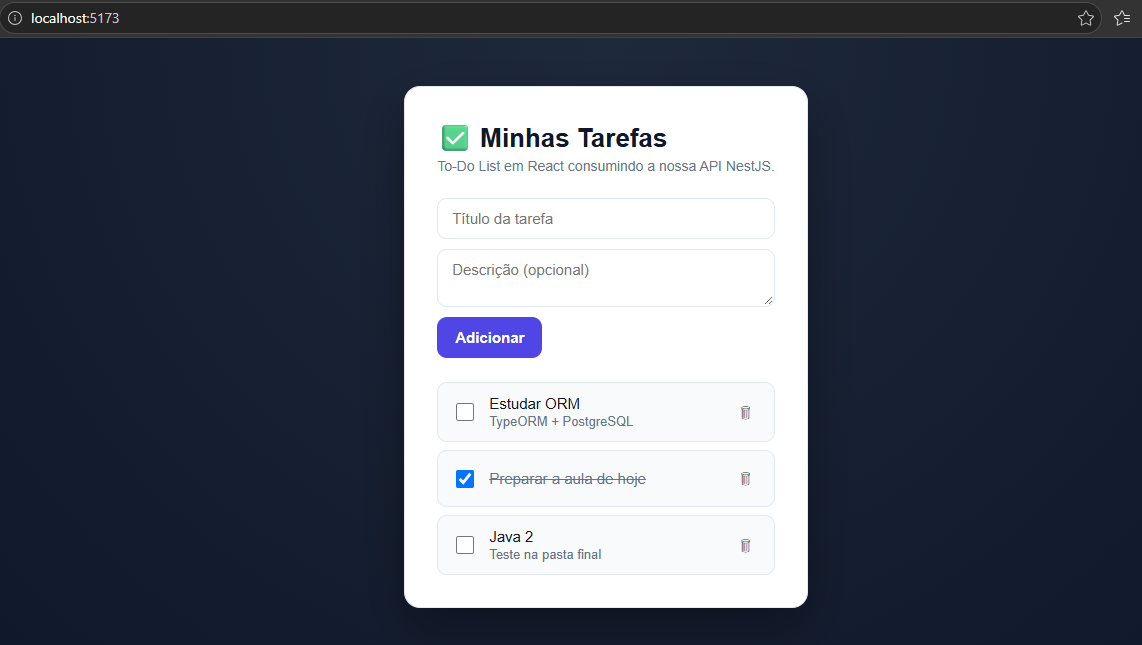 localhost:5173
Minhas Tarefas
To-Do List em React consumindo a nossa API NestJS.
Título da tarefa
Descrição (opcional)
Adicionar
Estudar ORM
TypeORM + PostgreSQL
Preparar a aula de hoje
Java 2
Teste na pasta final